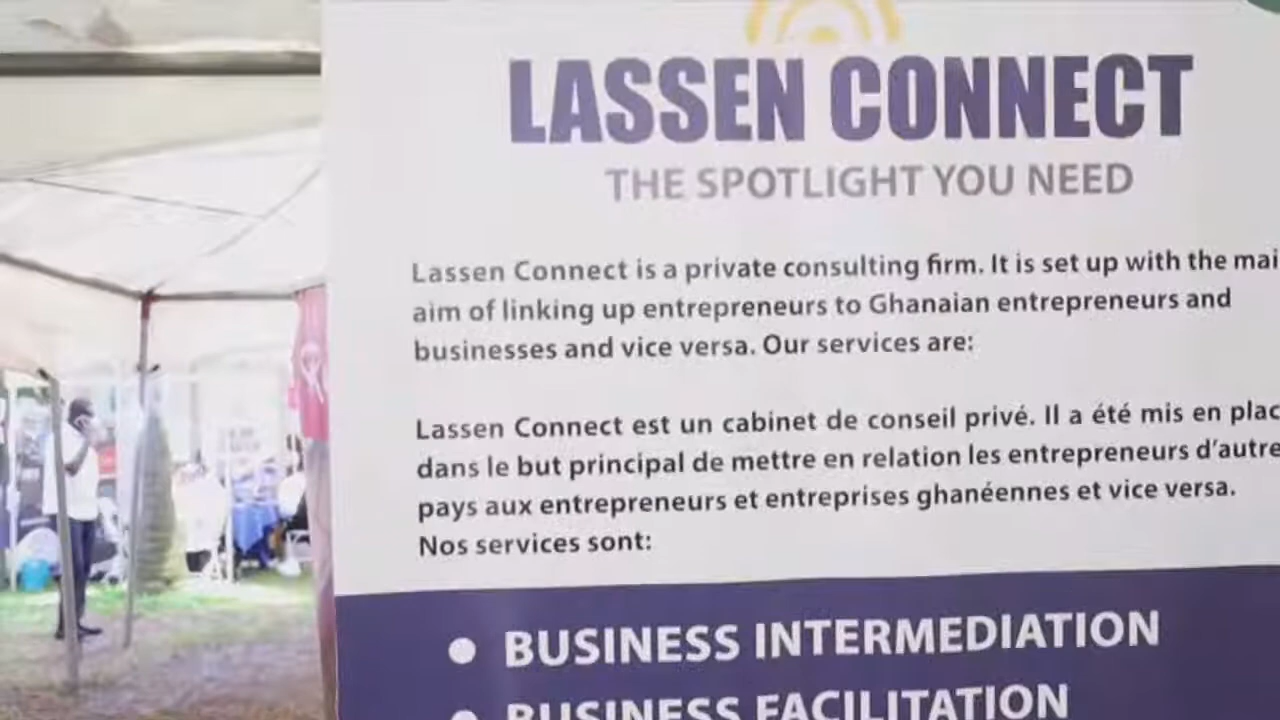 LASSEN CONNECT
THE SPOTLIGHT YOU NEED
Lassen Connect is a private consulting firm. It is set up with the mai
aim of linking up entrepreneurs to Ghanaian entrepreneurs and
businesses and vice versa. Our services are:
Lassen Connect est un cabinet de conseil privé. Il a été mis en plac
dans le but principal de mettre en relation les entrepreneurs d’autre
pays aux entrepreneurs et entreprises ghanéennes et vice versa.
Nos services sont:
● BUSINESS INTERMEDIATION
● BUSINESS FACILITATION